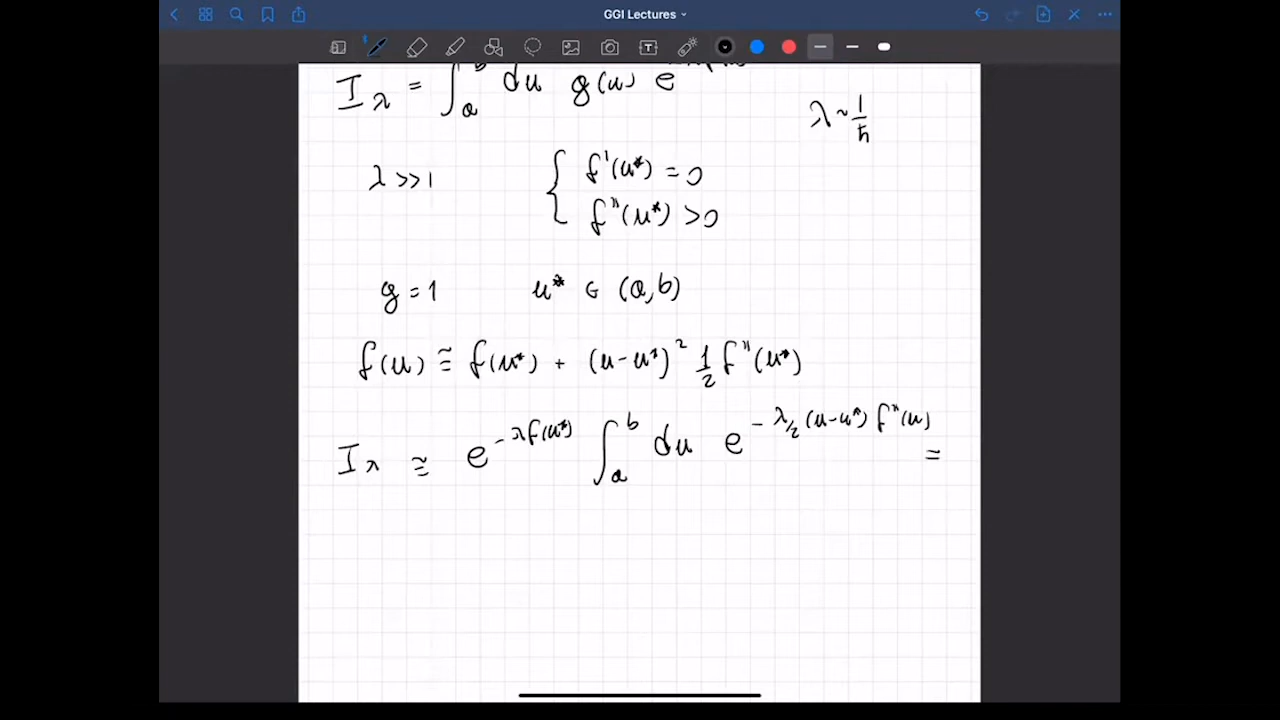 GGI Lectures
I_λ = ∫_a^b du g(u) e
λ ~ 1/ħ
λ >> 1 { f'(u*) = 0
f''(u*) > 0
g = 1 u* ∈ (a,b)
f(u) ≅ f(u*) + (u-u*)² 1/2 f''(u*)
I_λ ≅ e^{-λf(u*)} ∫_a^b du e^{-λ/2 (u-u*) f''(u)} =